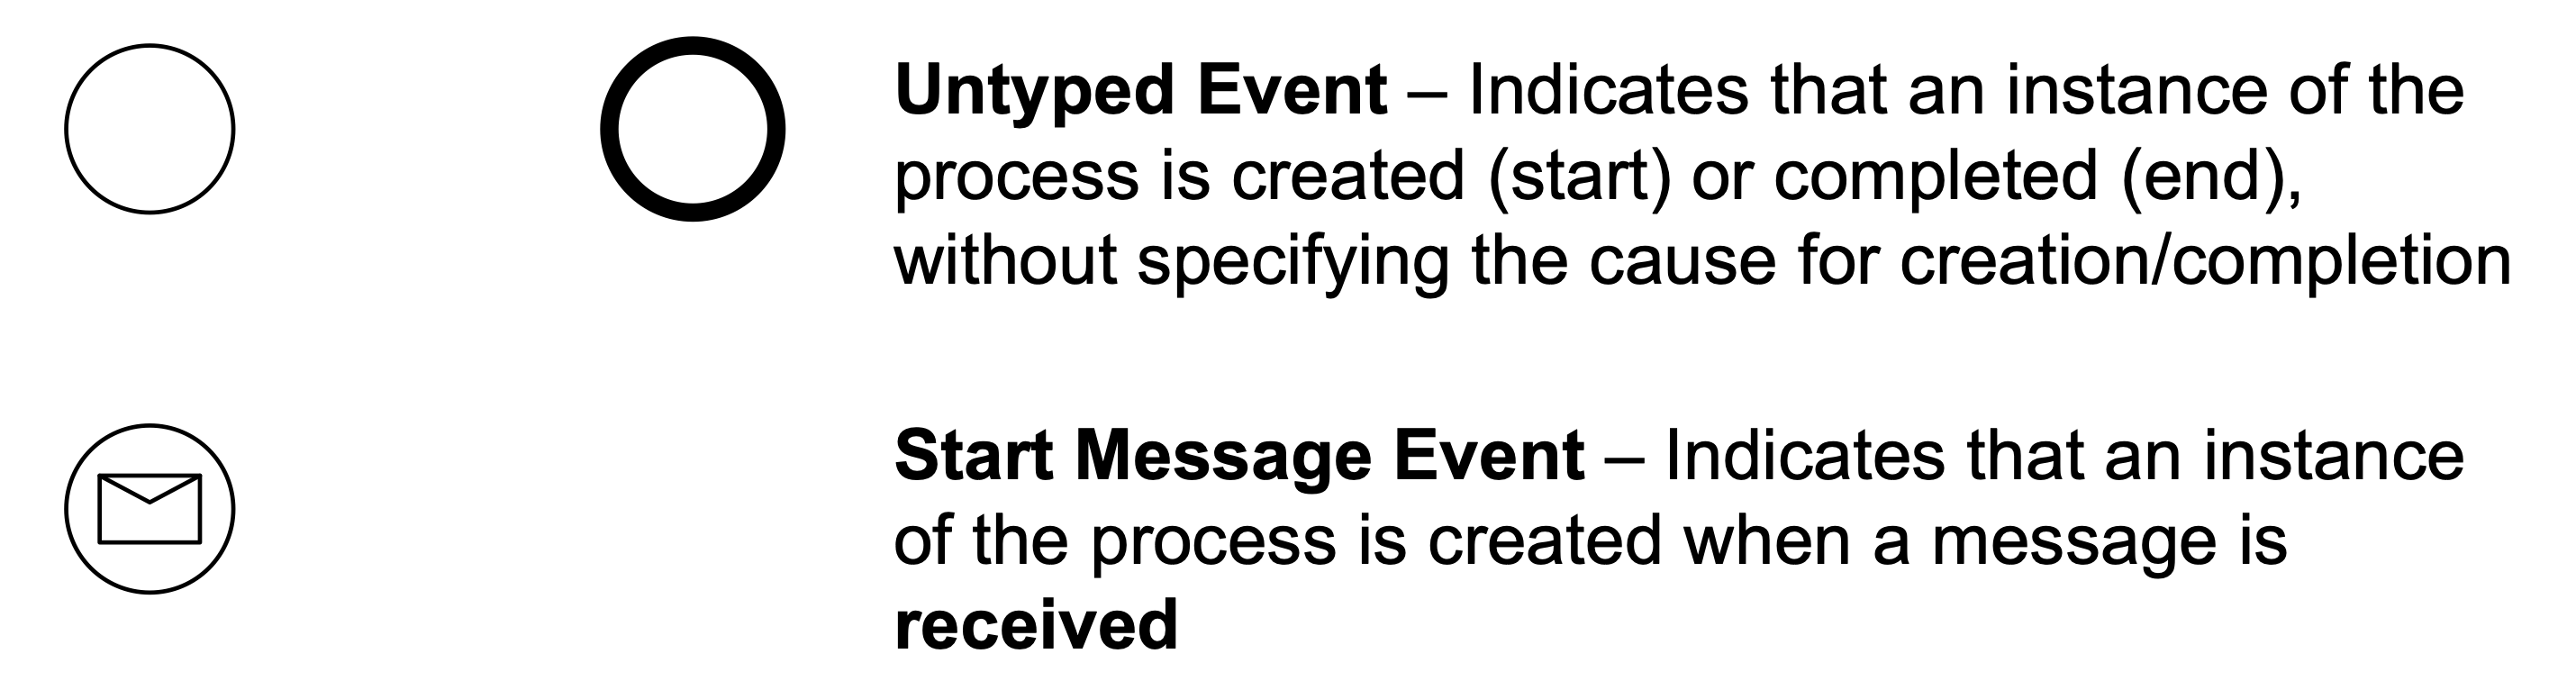 Untyped Event – Indicates that an instance of the
process is created (start) or completed (end),
without specifying the cause for creation/completion
Start Message Event – Indicates that an instance
of the process is created when a message is
received